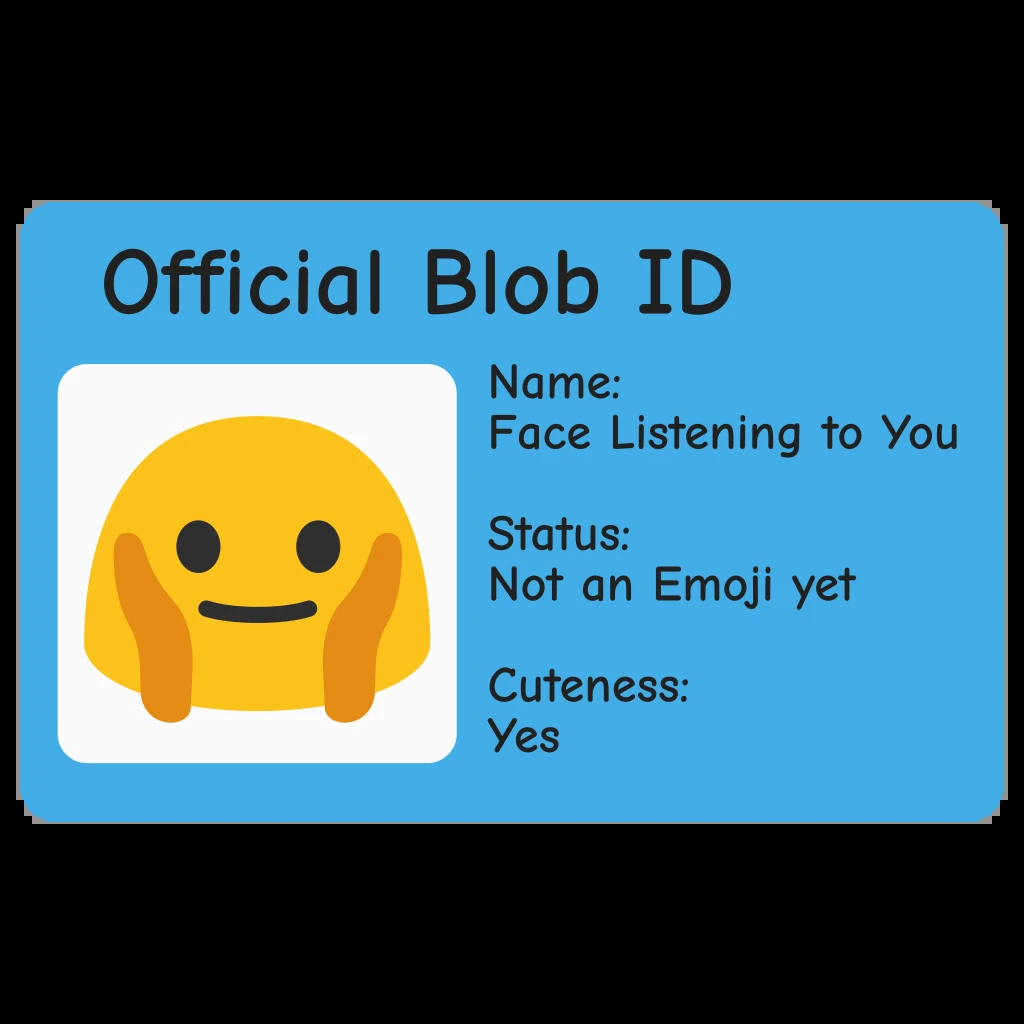 Official Blob ID
Name:
Face Listening to You
Status:
Not an Emoji yet
Cuteness:
Yes